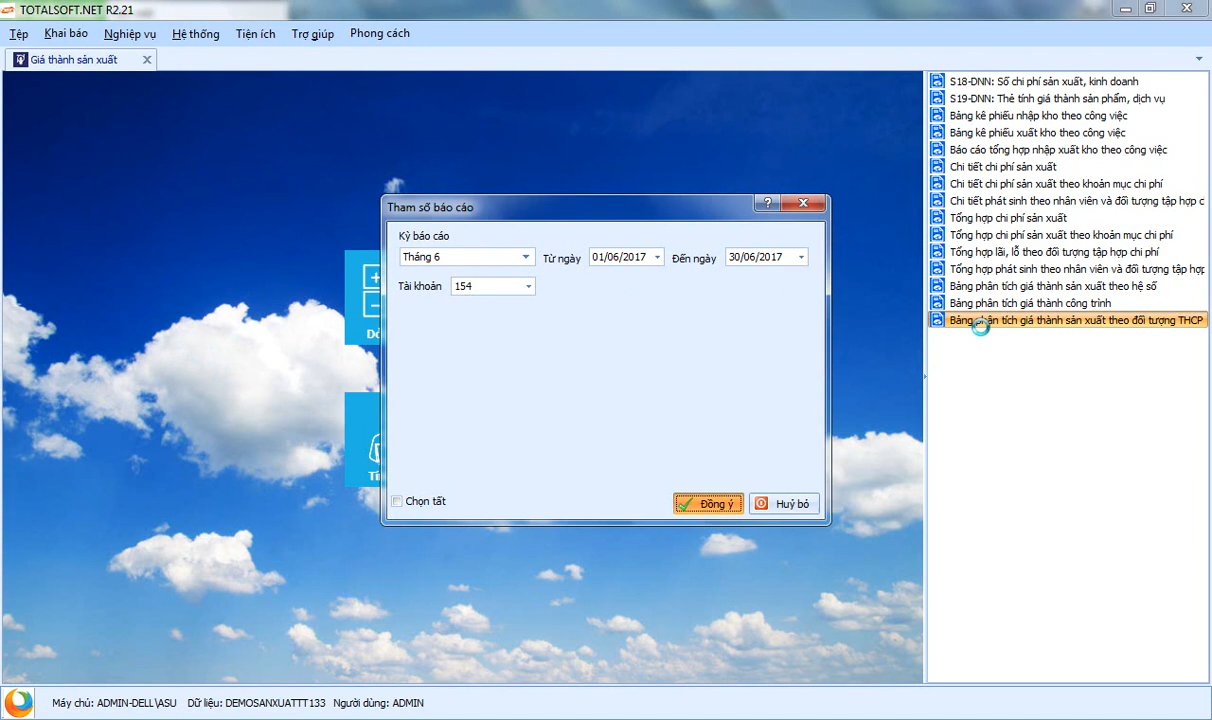 TOTALSOFT.NET R2.21
Tệp Khai báo Nghiệp vụ Hệ thống Tiện ích Trợ giúp Phong cách
Giá thành sản xuất
Tham số báo cáo
Kỳ báo cáo
Tháng 6 Từ ngày 01/06/2017 Đến ngày 30/06/2017
Tài khoản 154
Chọn tất Đồng ý Huỷ bỏ
S18-DNN: Sổ chi phí sản xuất, kinh doanh
S19-DNN: Thẻ tính giá thành sản phẩm, dịch vụ
Bảng kê phiếu nhập kho theo công việc
Bảng kê phiếu xuất kho theo công việc
Báo cáo tổng hợp nhập xuất kho theo công việc
Chi tiết chi phí sản xuất
Chi tiết chi phí sản xuất theo khoản mục chi phí
Chi tiết phát sinh theo nhân viên và đối tượng tập hợp c
Tổng hợp chi phí sản xuất
Tổng hợp chi phí sản xuất theo khoản mục chi phí
Tổng hợp lãi, lỗ theo đối tượng tập hợp chi phí
Tổng hợp phát sinh theo nhân viên và đối tượng tập hợp
Bảng phân tích giá thành sản xuất theo hệ số
Bảng phân tích giá thành công trình
Bảng phân tích giá thành sản xuất theo đối tượng THCP
Máy chủ: ADMIN-DELL\ASU Dữ liệu: DEMOSANXUATTT133 Người dùng: ADMIN